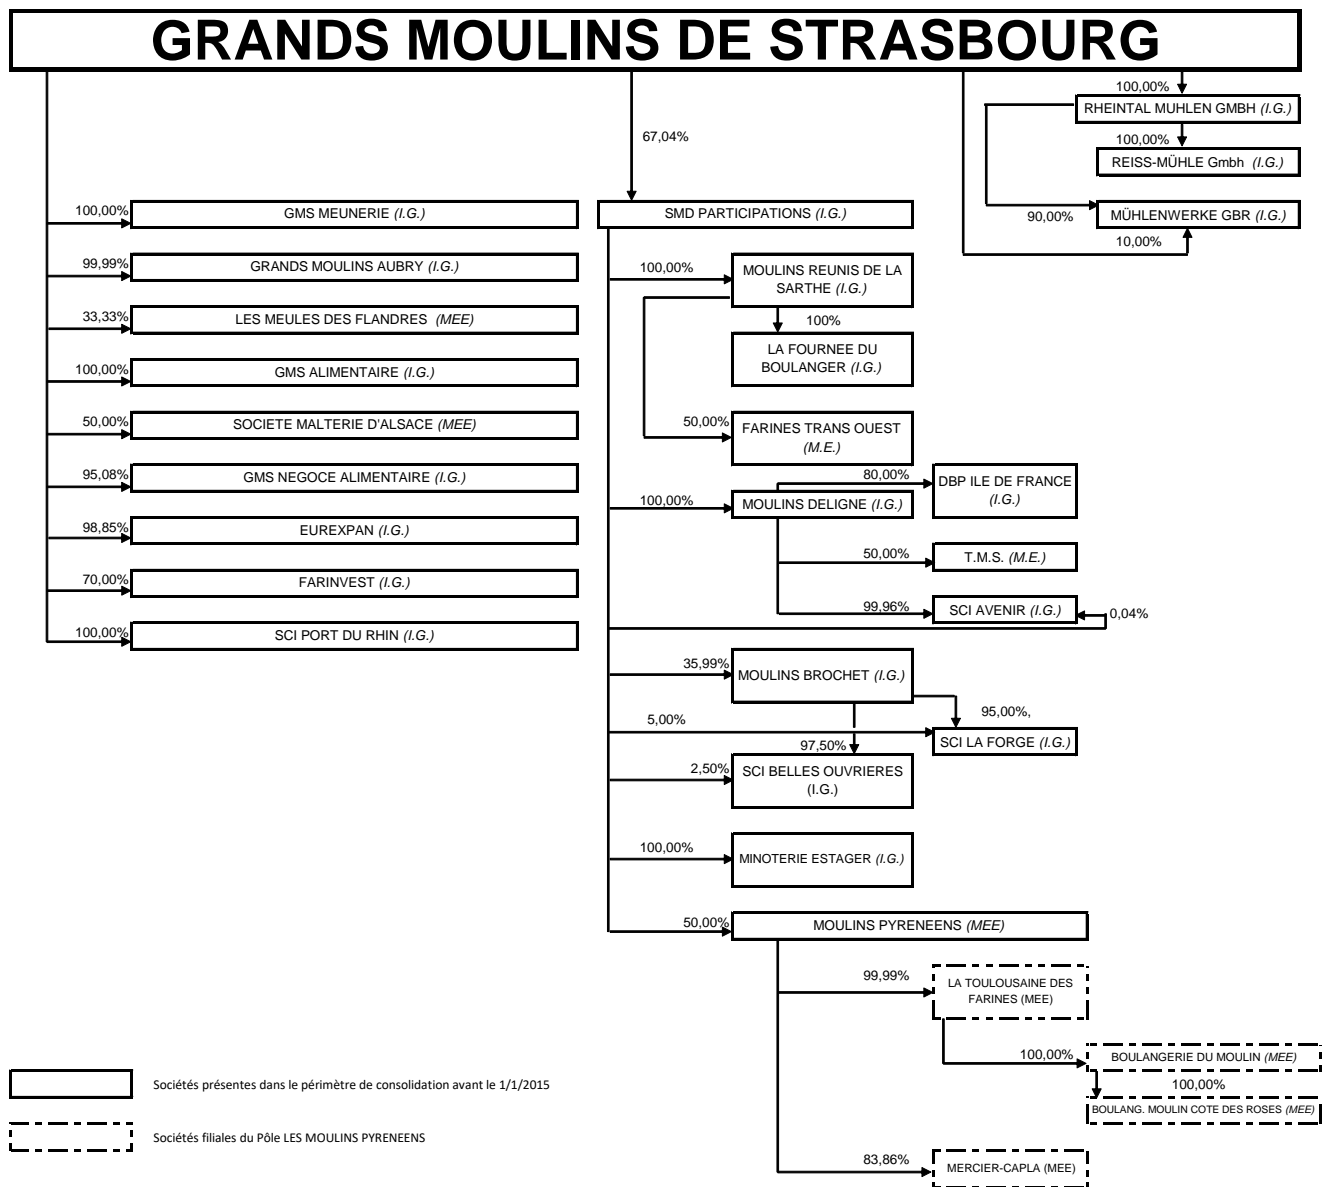 GRANDS MOULINS DE STRASBOURG
100,00%
RHEINTAL MUHLEN GMBH (I.G.)
100,00%
REISS-MÜHLE Gmbh (I.G.)
90,00%
MÜHLENWERKE GBR (I.G.)
10,00%
67,04%
SMD PARTICIPATIONS (I.G.)
100,00%
GMS MEUNERIE (I.G.)
99,99%
GRANDS MOULINS AUBRY (I.G.)
33,33%
LES MEULES DES FLANDRES (MEE)
100,00%
GMS ALIMENTAIRE (I.G.)
50,00%
SOCIETE MALTERIE D'ALSACE (MEE)
95,08%
GMS NEGOCE ALIMENTAIRE (I.G.)
98,85%
EUREXPAN (I.G.)
70,00%
FARINVEST (I.G.)
100,00%
SCI PORT DU RHIN (I.G.)
100,00%
MOULINS REUNIS DE LA
SARTHE (I.G.)
100%
LA FOURNEE DU
BOULANGER (I.G.)
50,00%
FARINES TRANS OUEST
(M.E.)
100,00%
MOULINS DELIGNE (I.G.)
80,00%
DBP ILE DE FRANCE
(I.G.)
50,00%
T.M.S. (M.E.)
99,96%
SCI AVENIR (I.G.)
0,04%
35,99%
MOULINS BROCHET (I.G.)
95,00%,
5,00%
SCI LA FORGE (I.G.)
97,50%
2,50%
SCI BELLES OUVRIERES
(I.G.)
100,00%
MINOTERIE ESTAGER (I.G.)
50,00%
MOULINS PYRENEENS (MEE)
99,99%
LA TOULOUSAINE DES
FARINES (MEE)
100,00%
BOULANGERIE DU MOULIN (MEE)
100,00%
BOULANG. MOULIN COTE DES ROSES (MEE)
83,86%
MERCIER-CAPLA (MEE)
Sociétés présentes dans le périmètre de consolidation avant le 1/1/2015
Sociétés filiales du Pôle LES MOULINS PYRENEENS